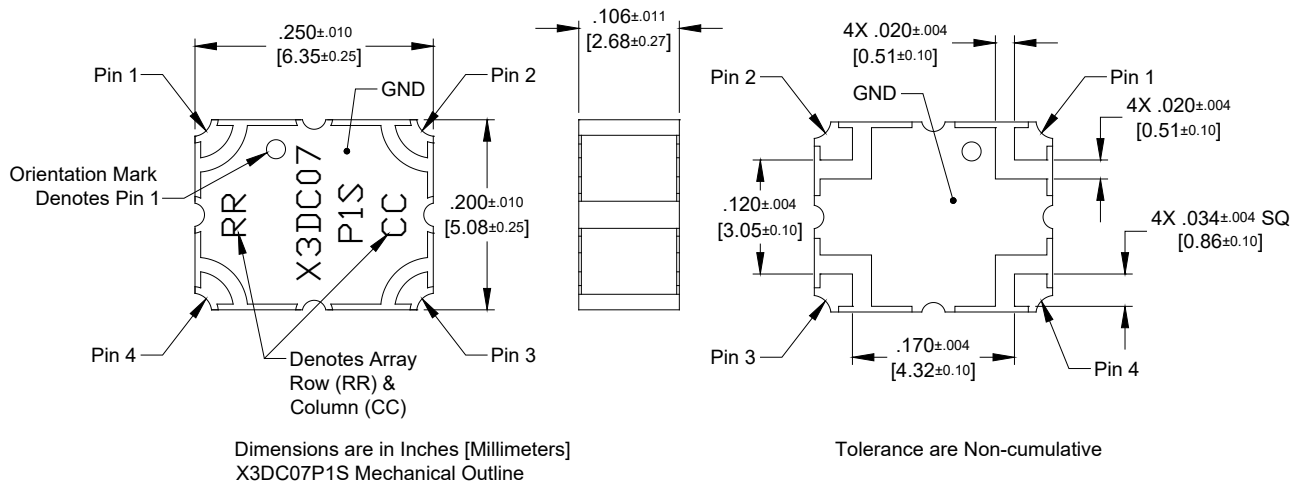 .250±.010
[6.35±0.25]
Pin 1
Pin 2
GND
Orientation Mark
Denotes Pin 1
RR
X3DC07
P1S
CC
.200±.010
[5.08±0.25]
Pin 4
Pin 3
Denotes Array
Row (RR) &
Column (CC)
.106±.011
[2.68±0.27]
4X .020±.004
[0.51±0.10]
Pin 2
GND
Pin 1
4X .020±.004
[0.51±0.10]
.120±.004
[3.05±0.10]
4X .034±.004 SQ
[0.86±0.10]
Pin 3
.170±.004
[4.32±0.10]
Pin 4
Dimensions are in Inches [Millimeters]
X3DC07P1S Mechanical Outline
Tolerance are Non-cumulative